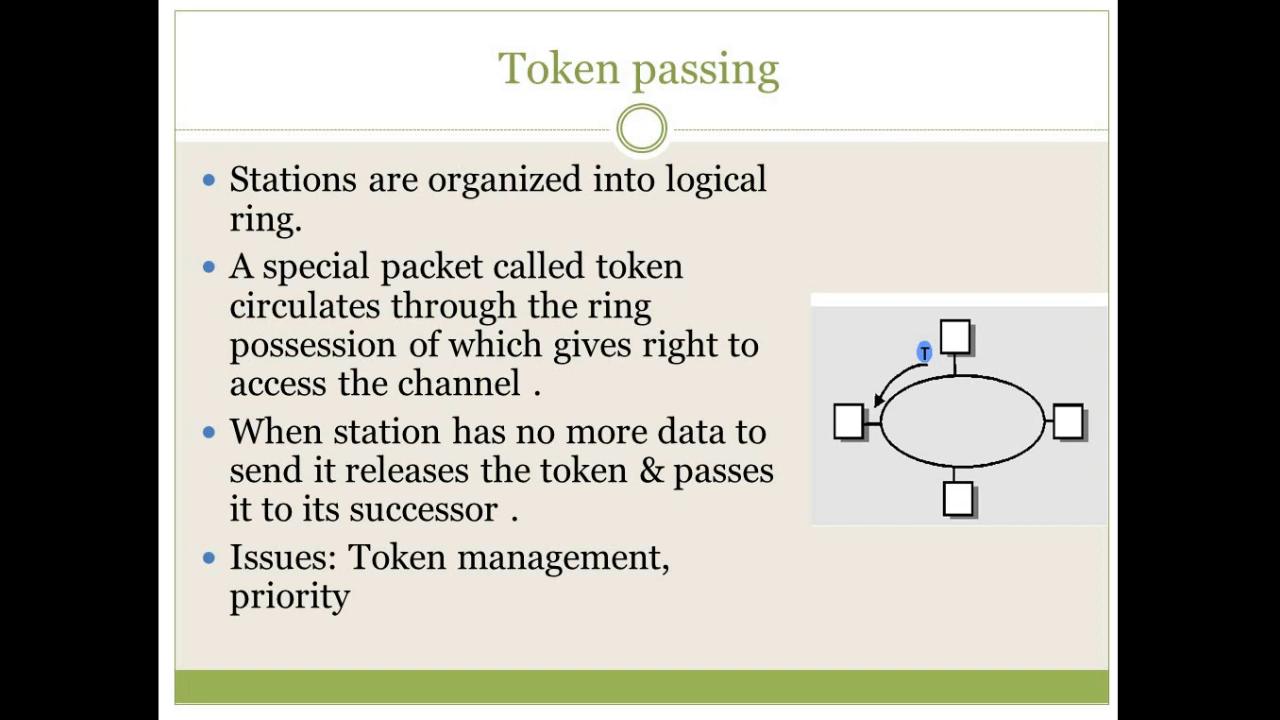 Token passing
Stations are organized into logical
ring.
A special packet called token
circulates through the ring
possession of which gives right to
access the channel .
When station has no more data to
send it releases the token & passes
it to its successor .
Issues: Token management,
priority
T